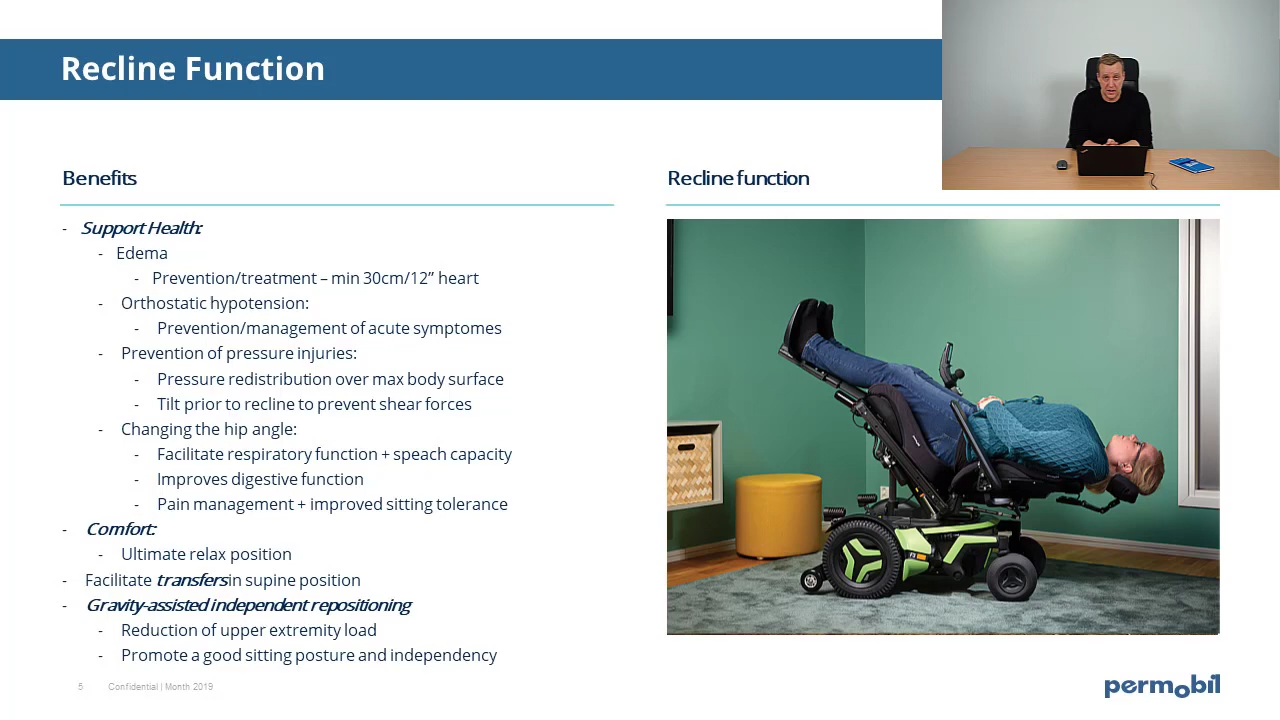 Recline Function
Benefits
- Support Health:
- Edema
- Prevention/treatment – min 30cm/12” heart
- Orthostatic hypotension:
- Prevention/management of acute symptomes
- Prevention of pressure injuries:
- Pressure redistribution over max body surface
- Tilt prior to recline to prevent shear forces
- Changing the hip angle:
- Facilitate respiratory function + speach capacity
- Improves digestive function
- Pain management + improved sitting tolerance
- Comfort:
- Ultimate relax position
- Facilitate transfers in supine position
- Gravity-assisted independent repositioning
- Reduction of upper extremity load
- Promote a good sitting posture and independency
Recline function
5 Confidential | Month 2019
permobil